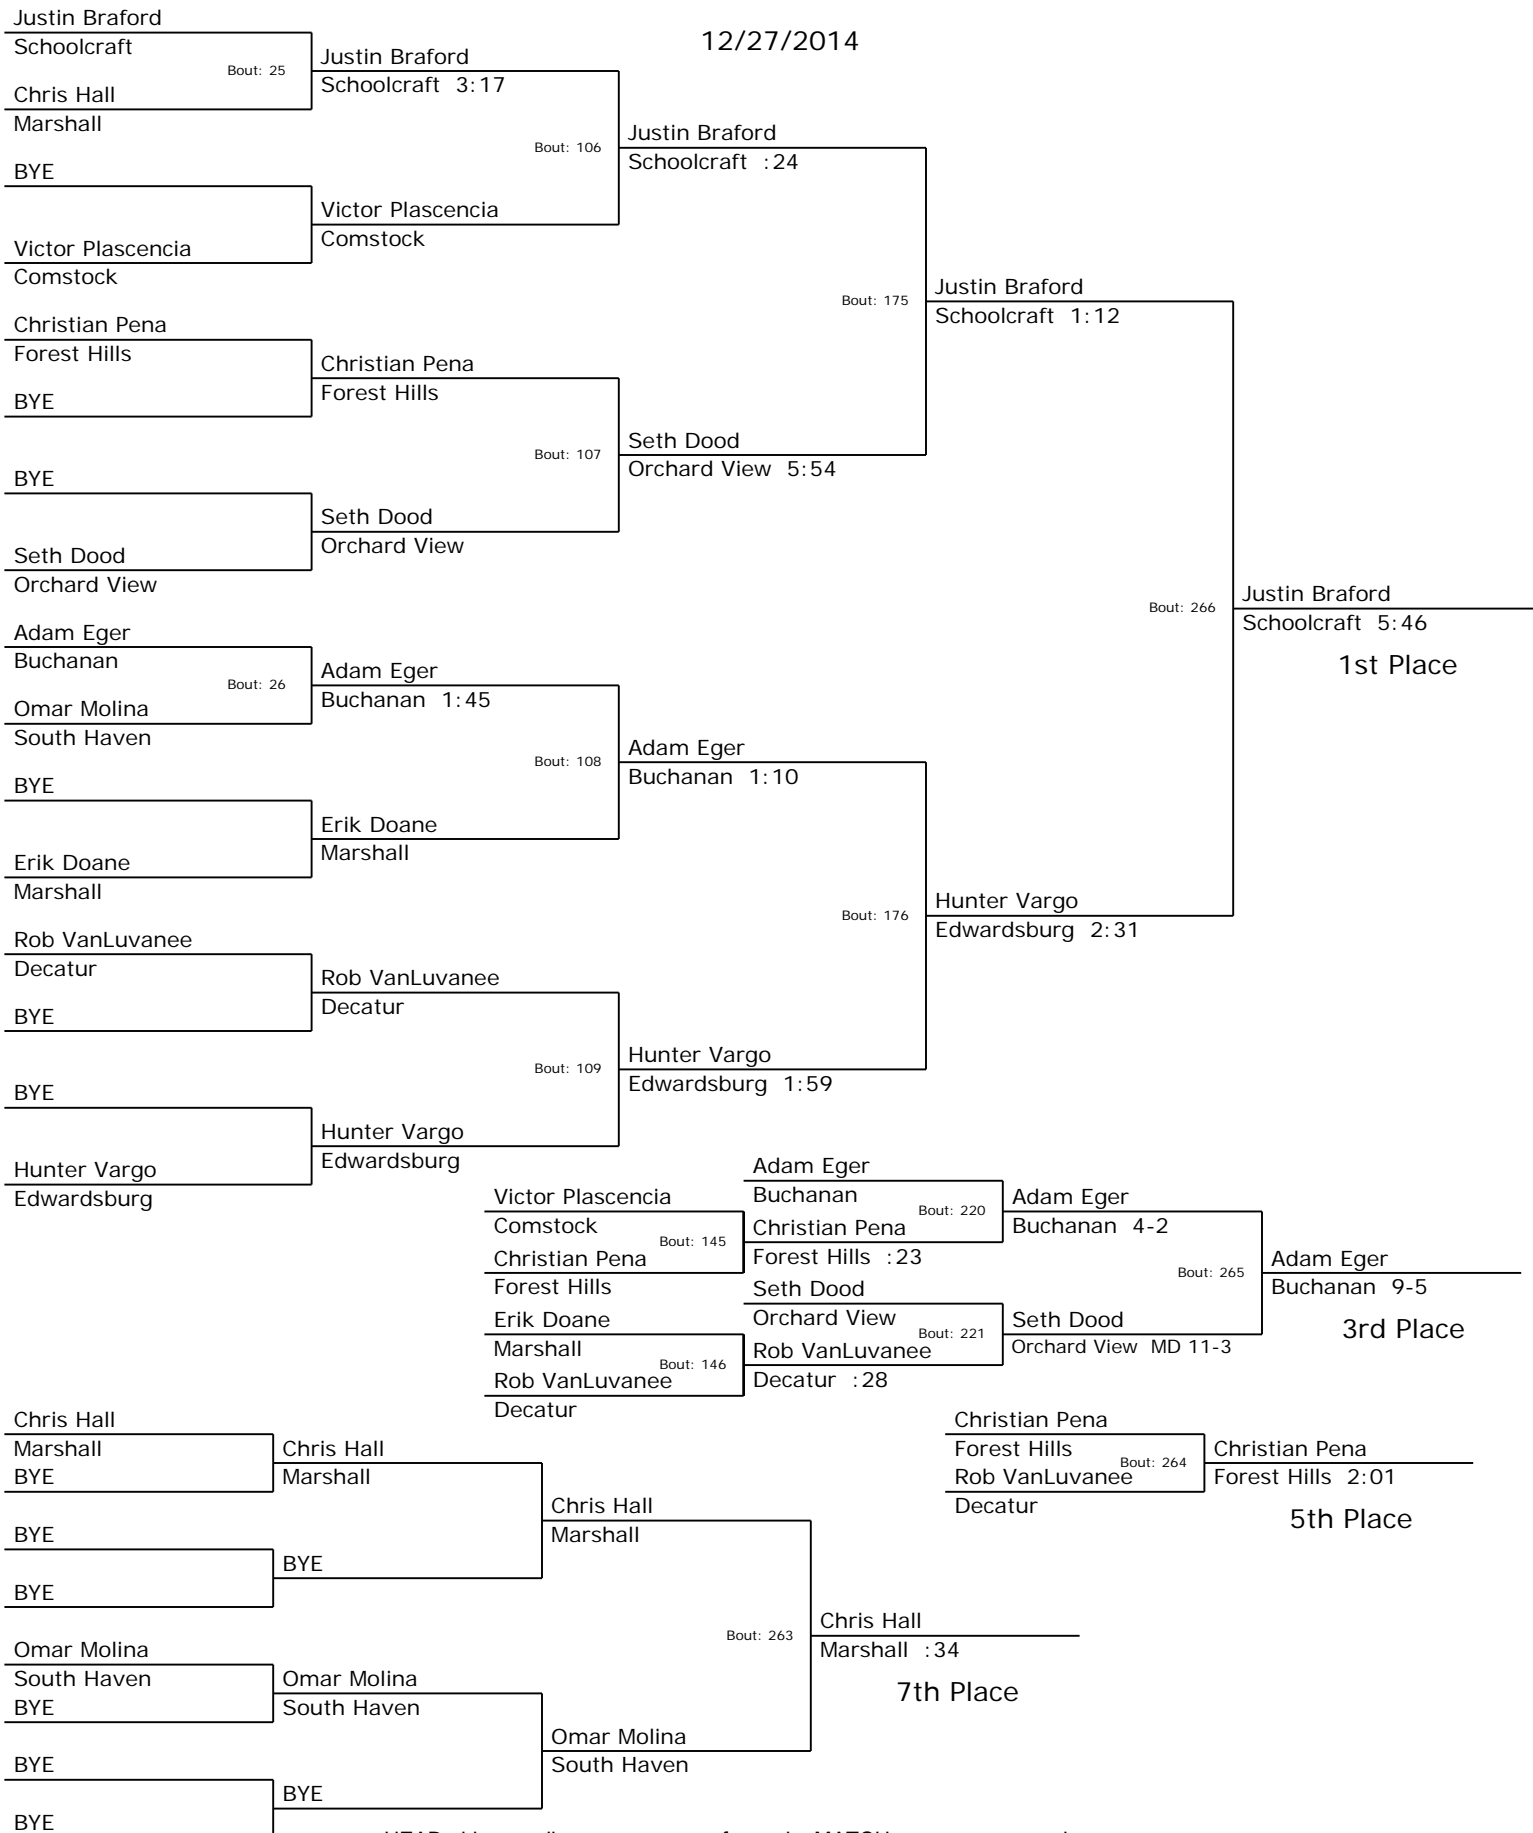 Justin Braford
Schoolcraft
Bout: 25
Chris Hall
Marshall
BYE
Victor Plascencia
Comstock
Christian Pena
Forest Hills
BYE
BYE
Seth Dood
Orchard View
Adam Eger
Buchanan
Bout: 26
Omar Molina
South Haven
BYE
Erik Doane
Marshall
Rob VanLuvanee
Decatur
BYE
BYE
Hunter Vargo
Edwardsburg
Justin Braford
Schoolcraft 3:17
Bout: 106
Victor Plascencia
Comstock
Christian Pena
Forest Hills
Bout: 107
Seth Dood
Orchard View
Adam Eger
Buchanan 1:45
Bout: 108
Erik Doane
Marshall
Rob VanLuvanee
Decatur
Bout: 109
Hunter Vargo
Edwardsburg
12/27/2014
Justin Braford
Schoolcraft :24
Bout: 175
Seth Dood
Orchard View 5:54
Adam Eger
Buchanan 1:10
Bout: 176
Hunter Vargo
Edwardsburg 1:59
Justin Braford
Schoolcraft 1:12
Bout: 266
Hunter Vargo
Edwardsburg 2:31
Justin Braford
Schoolcraft 5:46
1st Place
Victor Plascencia
Comstock
Bout: 145
Christian Pena
Forest Hills
Erik Doane
Marshall
Bout: 146
Rob VanLuvanee
Decatur
Adam Eger
Buchanan
Bout: 220
Christian Pena
Forest Hills :23
Seth Dood
Orchard View
Bout: 221
Rob VanLuvanee
Decatur :28
Adam Eger
Buchanan 4-2
Bout: 265
Seth Dood
Orchard View MD 11-3
Adam Eger
Buchanan 9-5
3rd Place
Christian Pena
Forest Hills
Bout: 264
Rob VanLuvanee
Decatur
Christian Pena
Forest Hills 2:01
5th Place
Chris Hall
Marshall
BYE
BYE
BYE
Omar Molina
South Haven
BYE
BYE
BYE
Chris Hall
Marshall
BYE
Omar Molina
South Haven
BYE
Chris Hall
Marshall
Bout: 263
Omar Molina
South Haven
Chris Hall
Marshall :34
7th Place